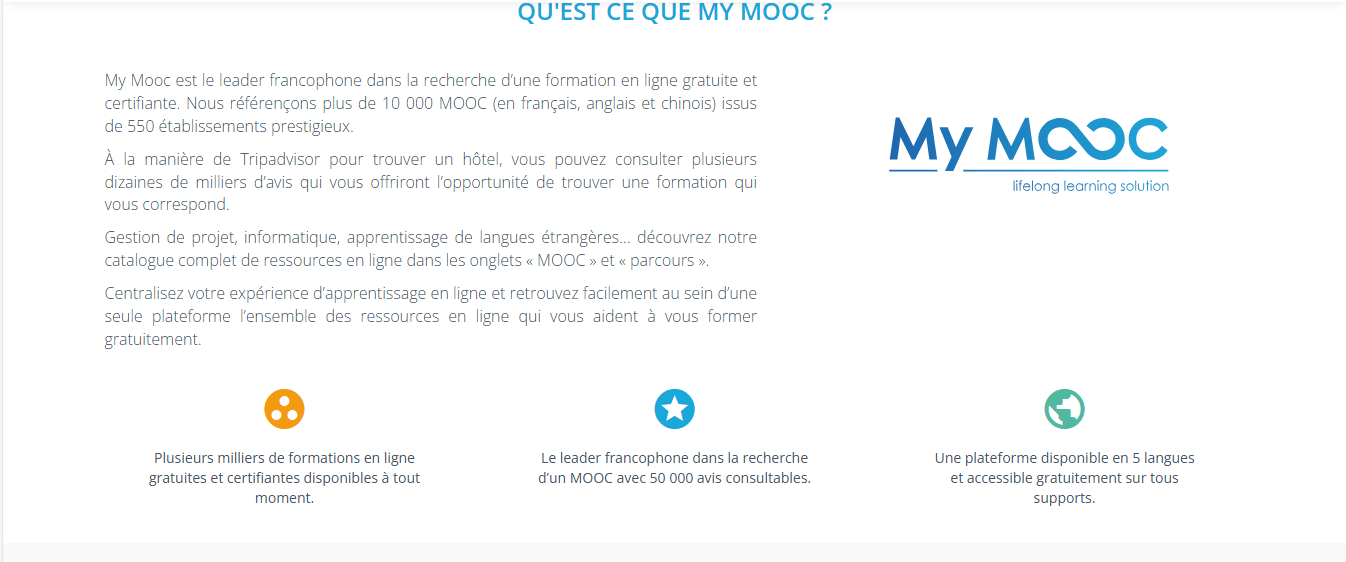 QU'EST CE QUE MY MOOC ?
My Mooc est le leader francophone dans la recherche d’une formation en ligne gratuite et
certifiante. Nous référençons plus de 10 000 MOOC (en français, anglais et chinois) issus
de 550 établissements prestigieux.
À la manière de Tripadvisor pour trouver un hôtel, vous pouvez consulter plusieurs
dizaines de milliers d’avis qui vous offriront l’opportunité de trouver une formation qui
vous correspond.
Gestion de projet, informatique, apprentissage de langues étrangères... découvrez notre
catalogue complet de ressources en ligne dans les onglets « MOOC » et « parcours ».
Centralisez votre expérience d’apprentissage en ligne et retrouvez facilement au sein d’une
seule plateforme l’ensemble des ressources en ligne qui vous aident à vous former
gratuitement.
My MOOC
lifelong learning solution
Plusieurs milliers de formations en ligne
gratuites et certifiantes disponibles à tout
moment.
Le leader francophone dans la recherche
d’un MOOC avec 50 000 avis consultables.
Une plateforme disponible en 5 langues
et accessible gratuitement sur tous
supports.